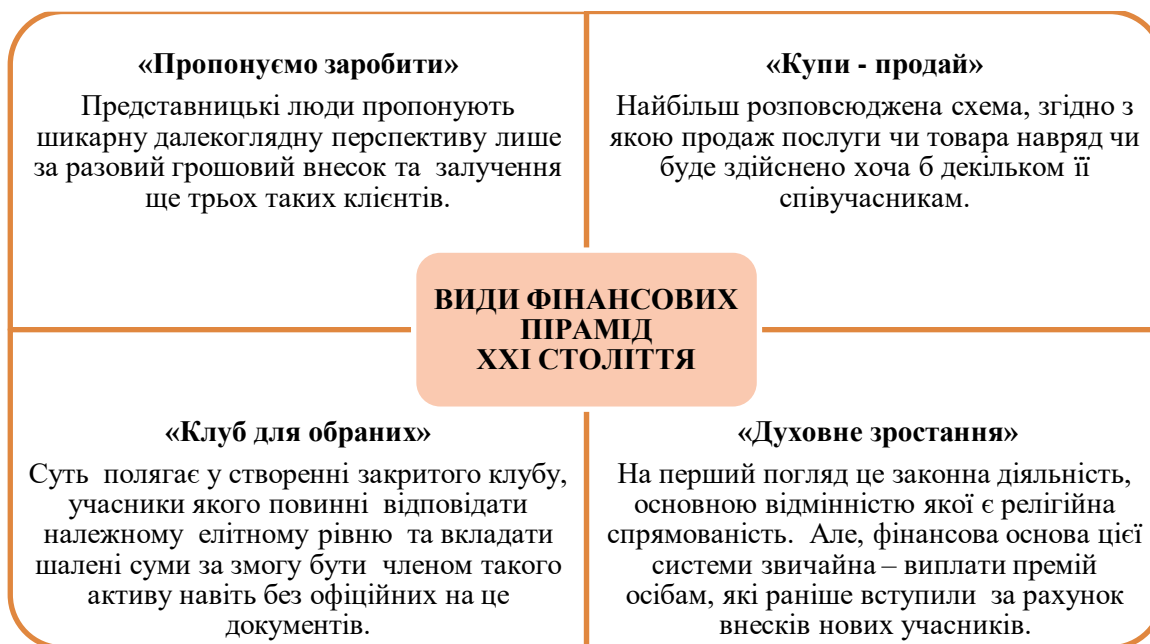 «Пропонуємо заробити»
Представницькі люди пропонують
шикарну далекоглядну перспективу лише
за разовий грошовий внесок та залучення
ще трьох таких клієнтів.
«Купи - продай»
Найбільш розповсюджена схема, згідно з
якою продаж послуги чи товара навряд чи
буде здійснено хоча б декільком її
співучасникам.
ВИДИ ФІНАНСОВИХ
ПІРАМІД
ХХІ СТОЛІТТЯ
«Клуб для обраних»
Суть полягає у створенні закритого клубу,
учасники якого повинні відповідати
належному елітному рівню та вкладати
шалені суми за змогу бути членом такого
активу навіть без офіційних на це
документів.
«Духовне зростання»
На перший погляд це законна діяльність,
основною відмінністю якої є релігійна
спрямованість. Але, фінансова основа цієї
системи звичайна – виплати премій
особам, які раніше вступили за рахунок
внесків нових учасників.